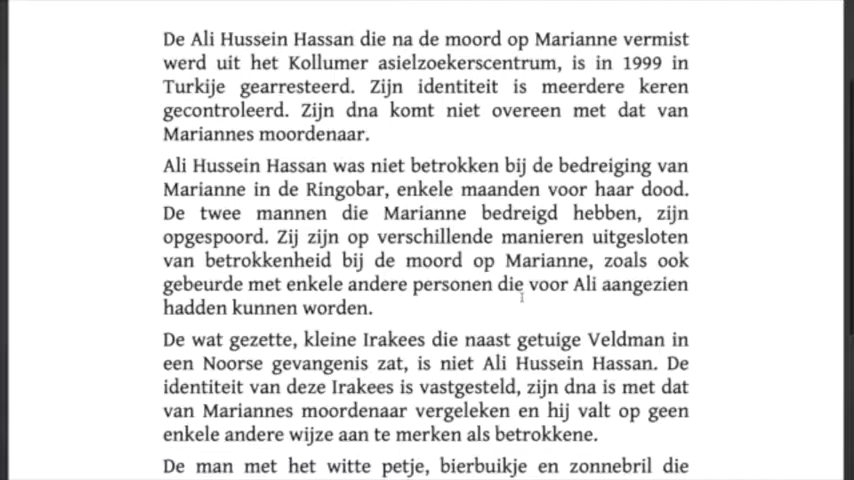 De Ali Hussein Hassan die na de moord op Marianne vermist
werd uit het Kollumer asielzoekerscentrum, is in 1999 in
Turkije gearresteerd. Zijn identiteit is meerdere keren
gecontroleerd. Zijn dna komt niet overeen met dat van
Mariannes moordenaar.
Ali Hussein Hassan was niet betrokken bij de bedreiging van
Marianne in de Ringobar, enkele maanden voor haar dood.
De twee mannen die Marianne bedreigd hebben, zijn
opgespoord. Zij zijn op verschillende manieren uitgesloten
van betrokkenheid bij de moord op Marianne, zoals ook
gebeurde met enkele andere personen die voor Ali aangezien
hadden kunnen worden.
De wat gezette, kleine Irakees die naast getuige Veldman in
een Noorse gevangenis zat, is niet Ali Hussein Hassan. De
identiteit van deze Irakees is vastgesteld, zijn dna is met dat
van Mariannes moordenaar vergeleken en hij valt op geen
enkele andere wijze aan te merken als betrokkene.
De man met het witte petje, bierbuikje en zonnebril die